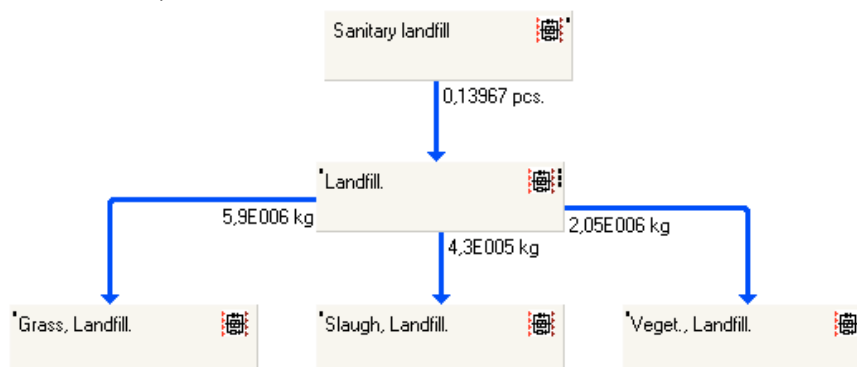 Sanitary landfill
0,13967 pcs.
Landfill.
5,9E006 kg
2,05E006 kg
4,3E005 kg
Grass, Landfill.
Slaugh, Landfill.
Veget., Landfill.